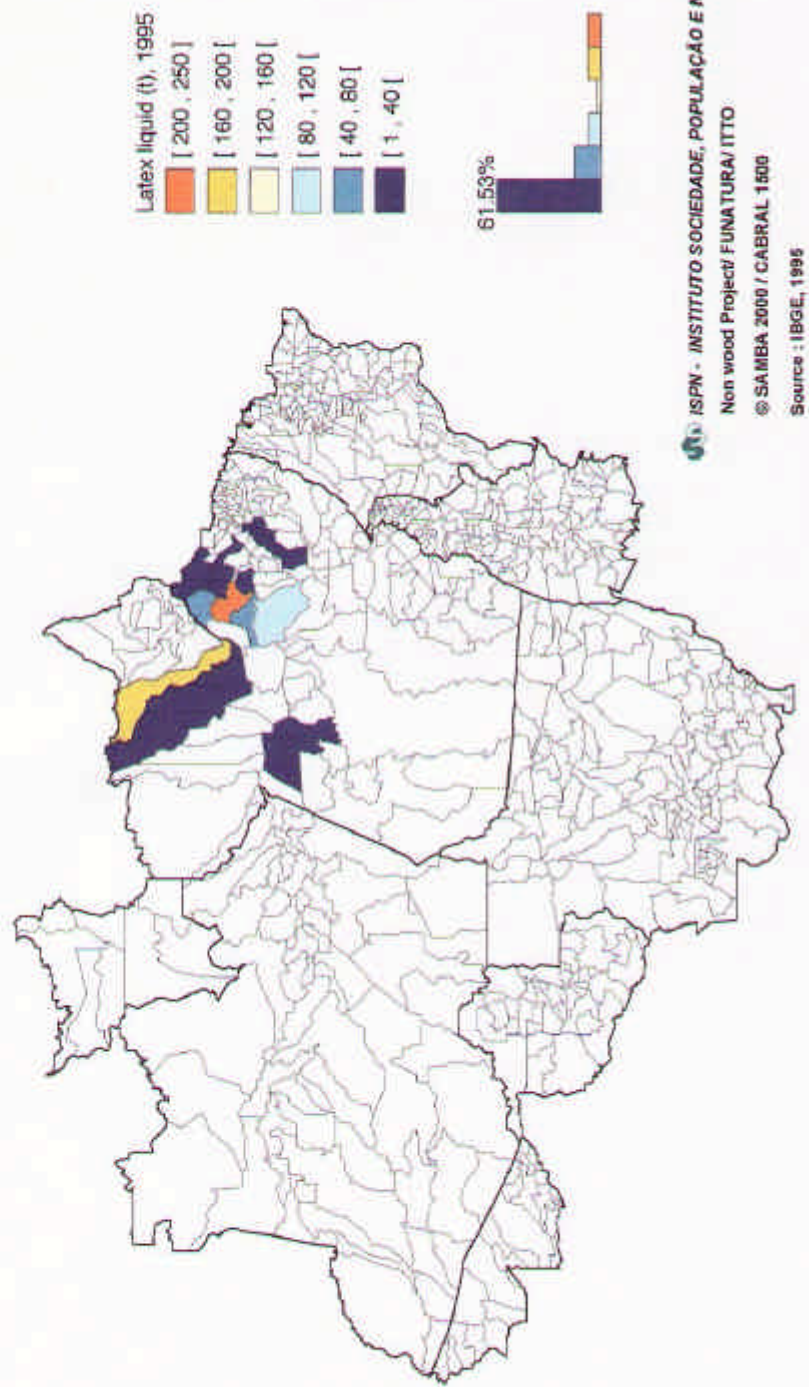 Latex liquid (t), 1995
[ 200 , 250 ]
[ 160 , 200 [
[ 120 , 160 [
[ 80 , 120 [
[ 40 , 80 [
[ 1 , 40 [
61.53%
ISPN - INSTITUTO SOCIEDADE, POPULAÇÃO E
Non wood Project/ FUNATURA/ ITTO
© SAMBA 2000 / CABRAL 1500
Source : IBGE, 1995